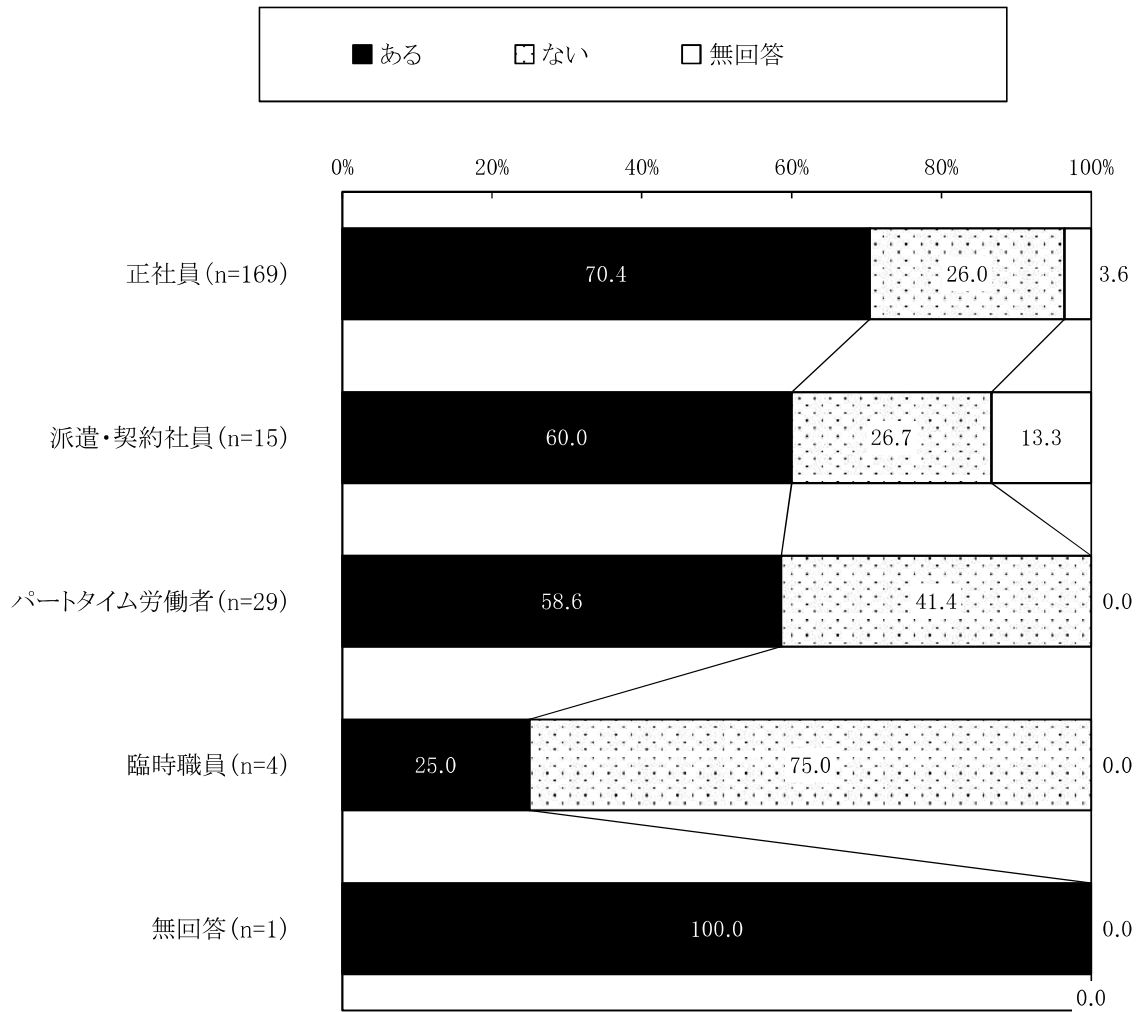 ■ある ない 無回答
0% 20% 40% 60% 80% 100%
正社員(n=169) 70.4 26.0 3.6
派遣・契約社員(n=15) 60.0 26.7 13.3
パートタイム労働者(n=29) 58.6 41.4 0.0
臨時職員(n=4) 25.0 75.0 0.0
無回答(n=1) 100.0 0.0
0.0